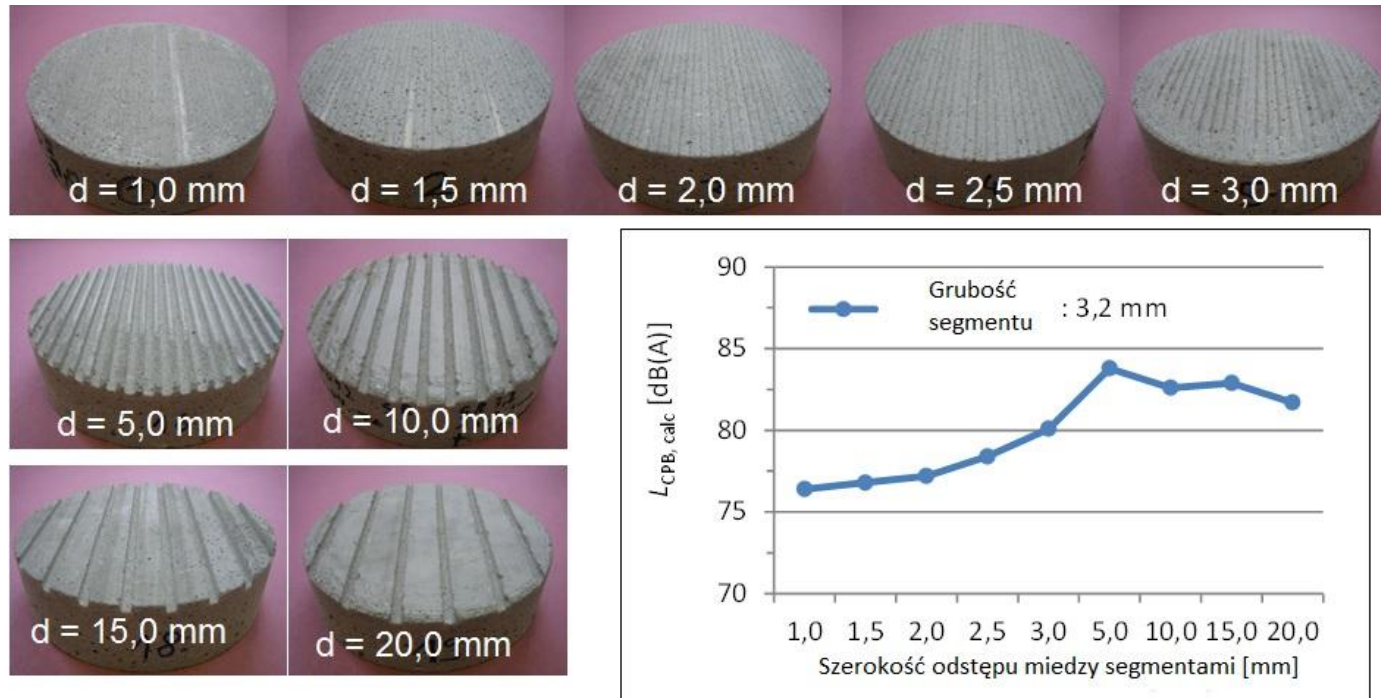 d = 1,0 mm
d = 1,5 mm
d = 2,0 mm
d = 2,5 mm
d = 3,0 mm
d = 5,0 mm
d = 10,0 mm
d = 15,0 mm
d = 20,0 mm
90
85
80
75
70
LCPB, calc [dB(A)]
Grubość
segmentu : 3,2 mm
1,0 1,5 2,0 2,5 3,0 5,0 10,0 15,0 20,0
Szerokość odstępu miedzy segmentami [mm]